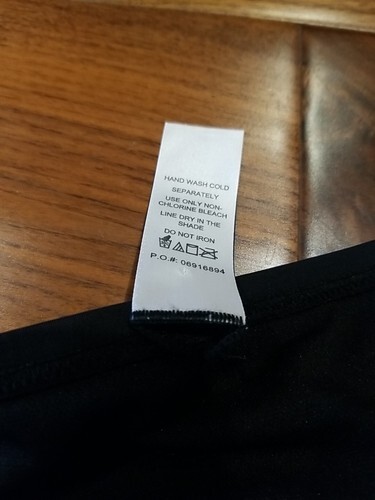 HAND WASH COLD
SEPARATELY
USE ONLY NON-
CHLORINE BLEACH
LINE DRY IN THE
SHADE
DO NOT IRON
P.O.#: 06916894